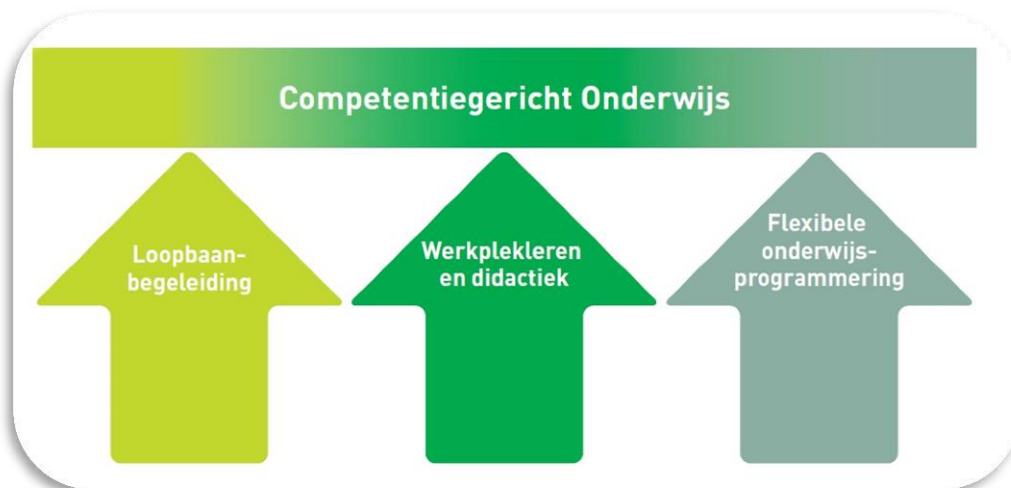 Competentiegericht Onderwijs
Loopbaan-
begeleiding
Werkplekleren
en didactiek
Flexibele
onderwijs-
programmering